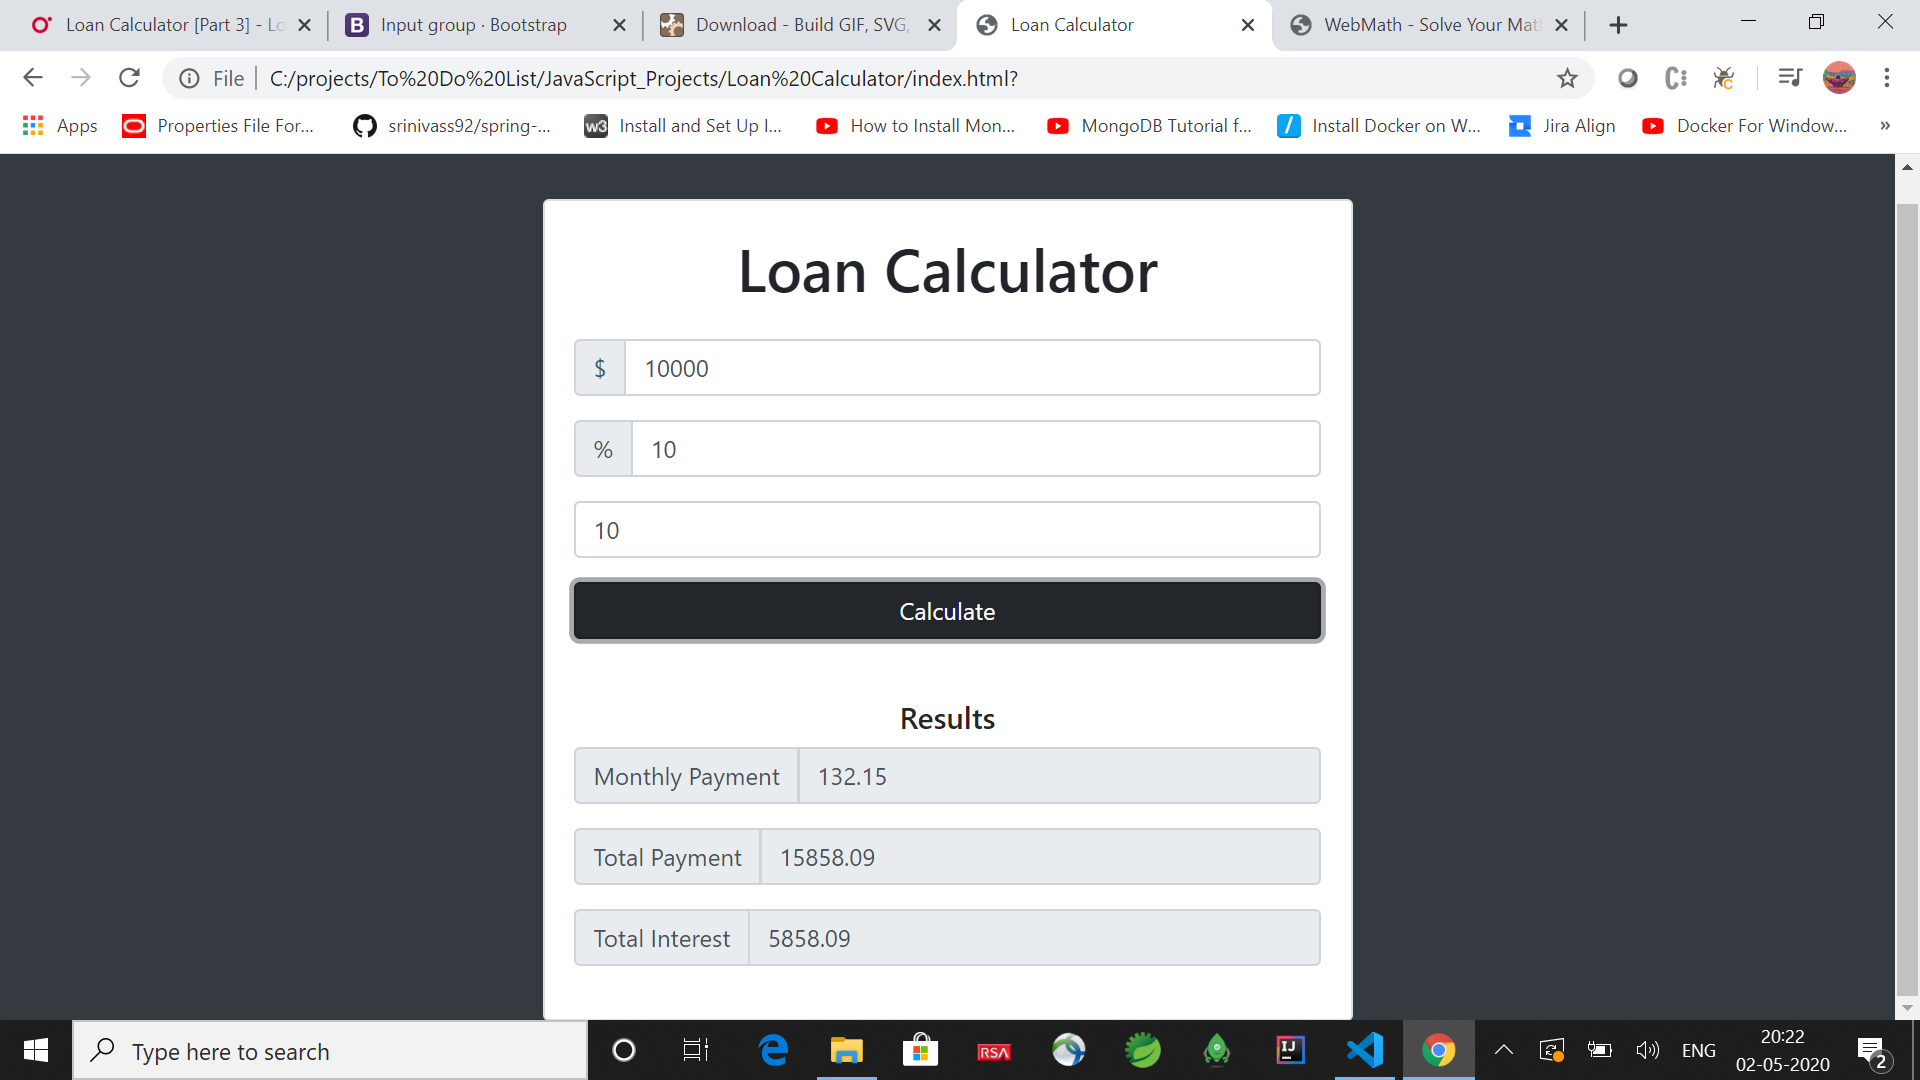 Loan Calculator [Part 3] - Lo
Input group · Bootstrap
Download - Build GIF, SVG,
Loan Calculator
WebMath - Solve Your Mat
File
C:/projects/To%20Do%20List/JavaScript_Projects/Loan%20Calculator/index.html?
Apps
Properties File For...
srinivass92/spring-...
w3
Install and Set Up I...
How to Install Mon...
MongoDB Tutorial f...
Install Docker on W...
Jira Align
Docker For Window...
»
Loan Calculator
$ 10000
% 10
10
Calculate
Results
Monthly Payment 132.15
Total Payment 15858.09
Total Interest 5858.09
Type here to search
RSA
IJ
ENG
20:22
02-05-2020
2